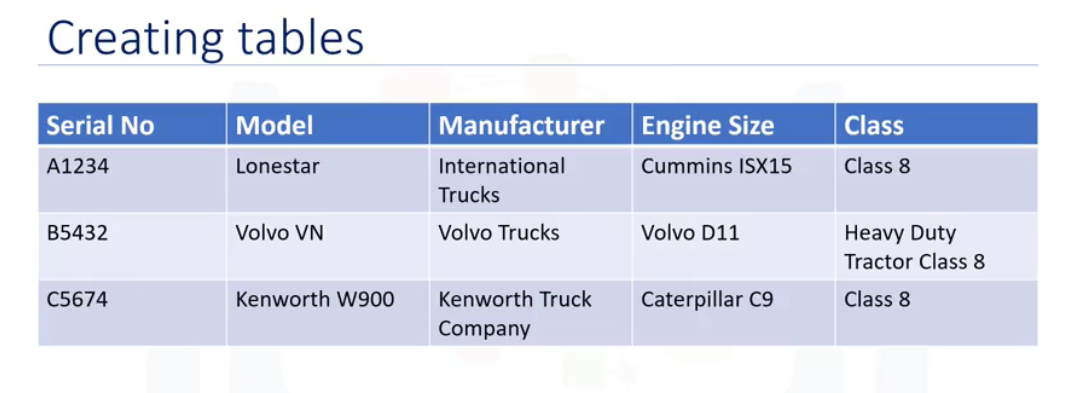 Creating tables
Serial No Model Manufacturer Engine Size Class
A1234 Lonestar International Trucks Cummins ISX15 Class 8
B5432 Volvo VN Volvo Trucks Volvo D11 Heavy Duty Tractor Class 8
C5674 Kenworth W900 Kenworth Truck Company Caterpillar C9 Class 8